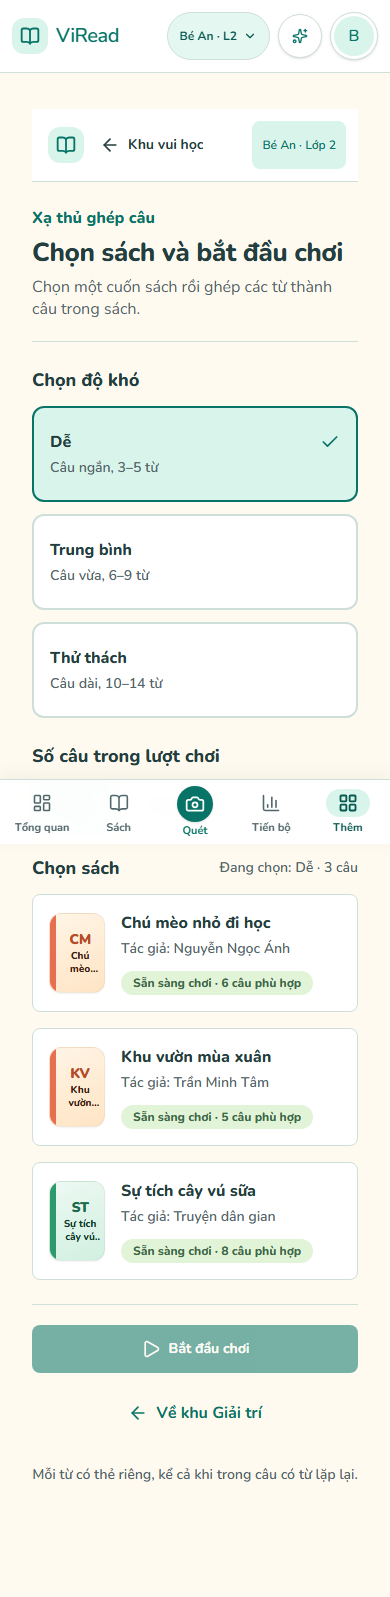 ViRead
Bé An · L2
B
Khu vui học
Bé An · Lớp 2
Xạ thủ ghép câu
Chọn sách và bắt đầu chơi
Chọn một cuốn sách rồi ghép các từ thành
câu trong sách.
Chọn độ khó
Dễ
Câu ngắn, 3–5 từ
Trung bình
Câu vừa, 6–9 từ
Thử thách
Câu dài, 10–14 từ
Số câu trong lượt chơi
Tổng quan
Sách
Quét
Tiến bộ
Thêm
Chọn sách
Đang chọn: Dễ · 3 câu
CM
Chú
mèo...
Chú mèo nhỏ đi học
Tác giả: Nguyễn Ngọc Ánh
Sẵn sàng chơi · 6 câu phù hợp
KV
Khu
vườn...
Khu vườn mùa xuân
Tác giả: Trần Minh Tâm
Sẵn sàng chơi · 5 câu phù hợp
ST
Sự tích
cây vú..
Sự tích cây vú sữa
Tác giả: Truyện dân gian
Sẵn sàng chơi · 8 câu phù hợp
Bắt đầu chơi
Về khu Giải trí
Mỗi từ có thẻ riêng, kể cả khi trong câu có từ lặp lại.